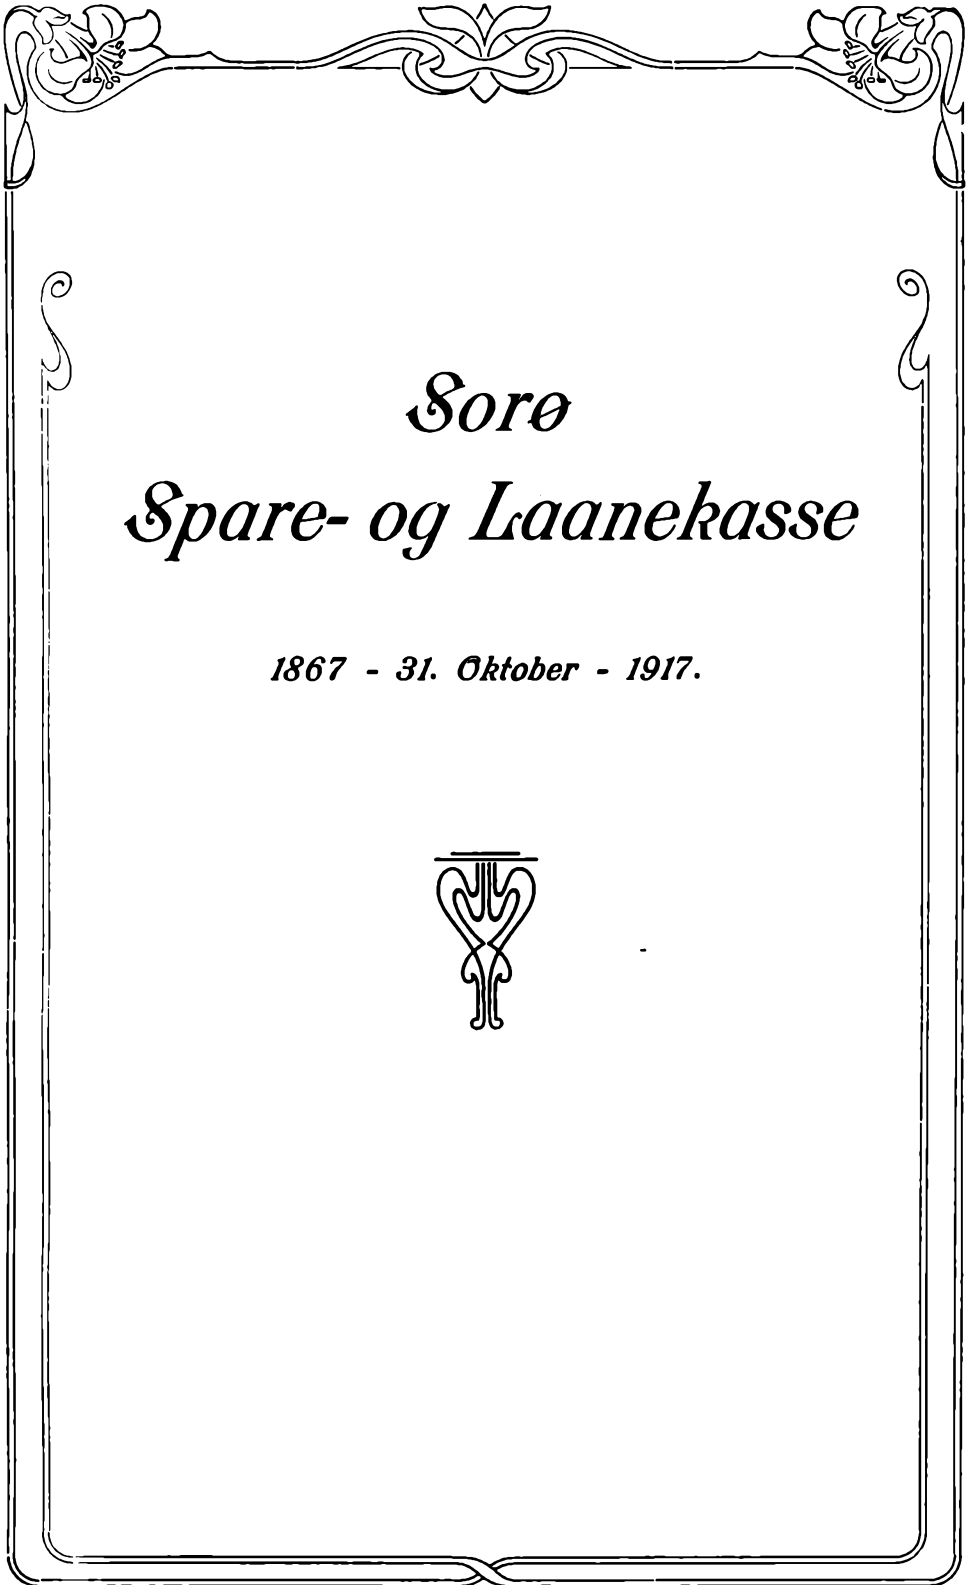 Sorø
Spare- og Laanekasse
1867 - 31. Oktober - 1917.